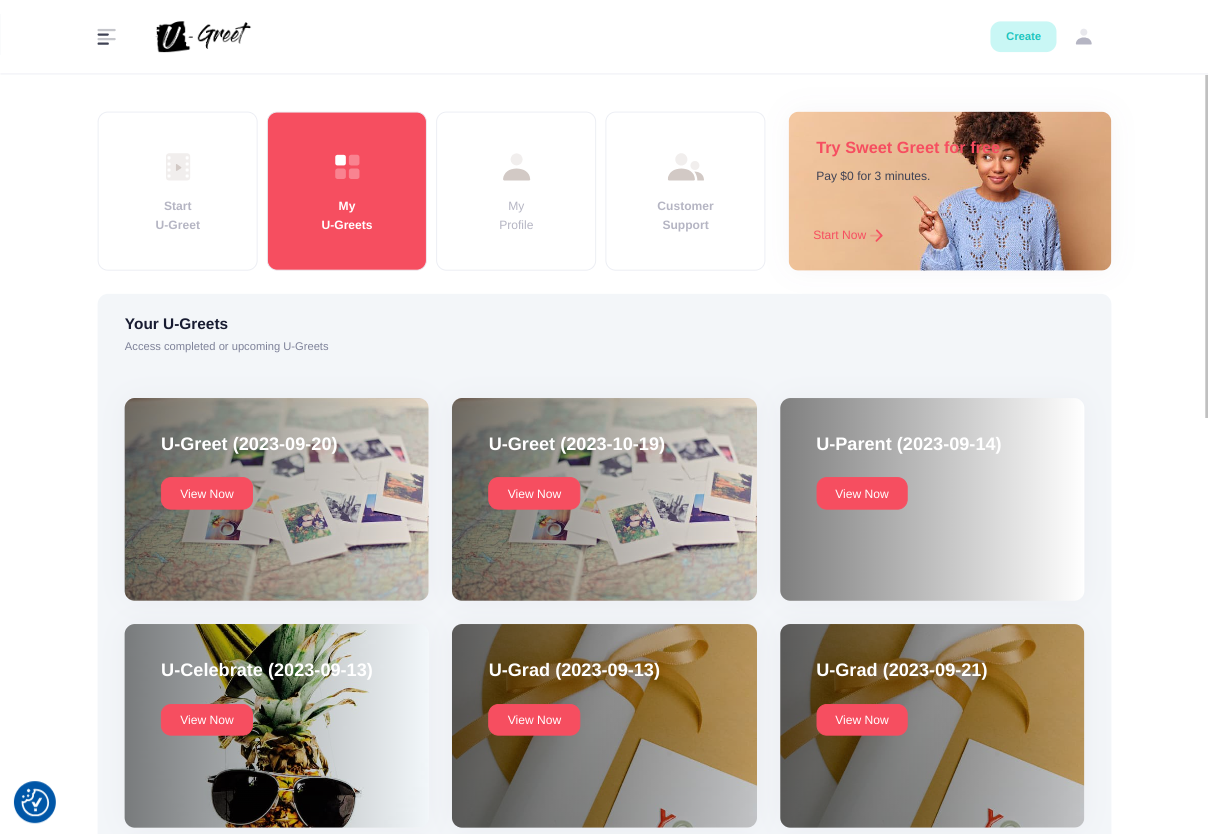 U - Greet
Create
Start
U-Greet
My
U-Greets
My
Profile
Customer
Support
Try Sweet Greet for free
Pay $0 for 3 minutes.
Start Now
Your U-Greets
Access completed or upcoming U-Greets
U-Greet (2023-09-20)
View Now
U-Greet (2023-10-19)
View Now
U-Parent (2023-09-14)
View Now
U-Celebrate (2023-09-13)
View Now
U-Grad (2023-09-13)
View Now
U-Grad (2023-09-21)
View Now